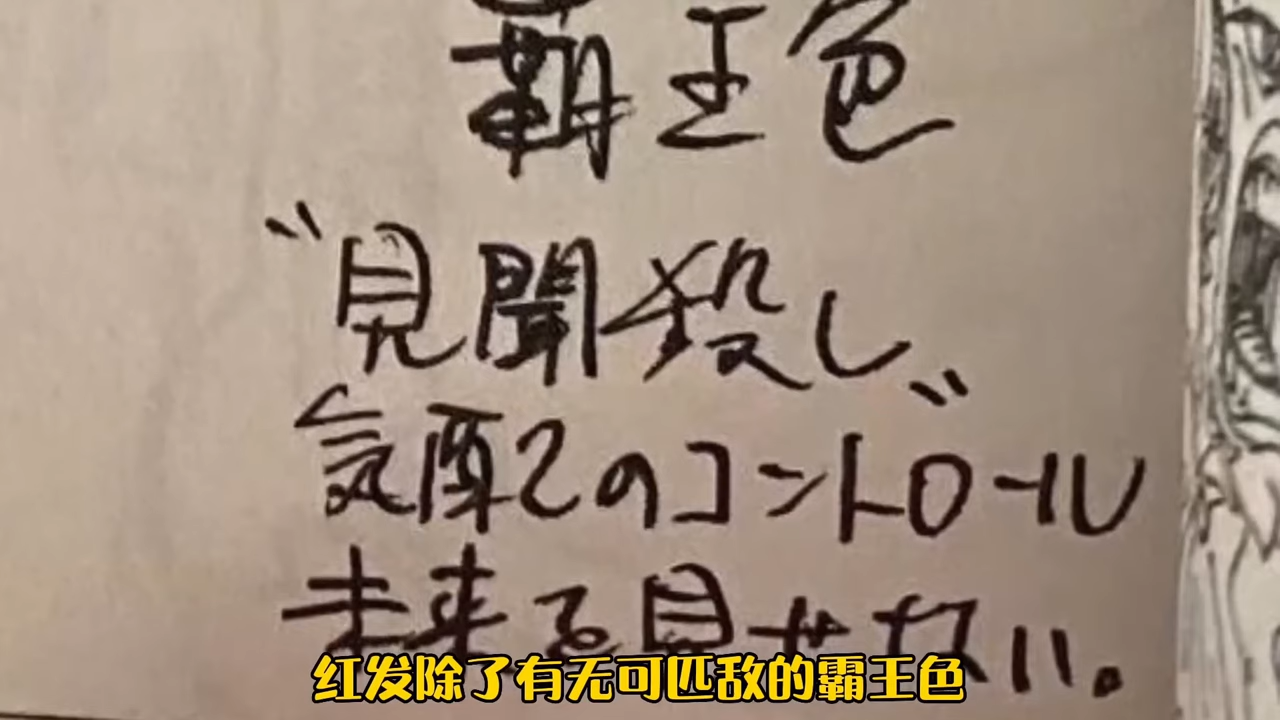 覇王色
〝見聞殺し〟
気配のコントロール
未来を見せない。
红发除了有无可匹敌的霸王色